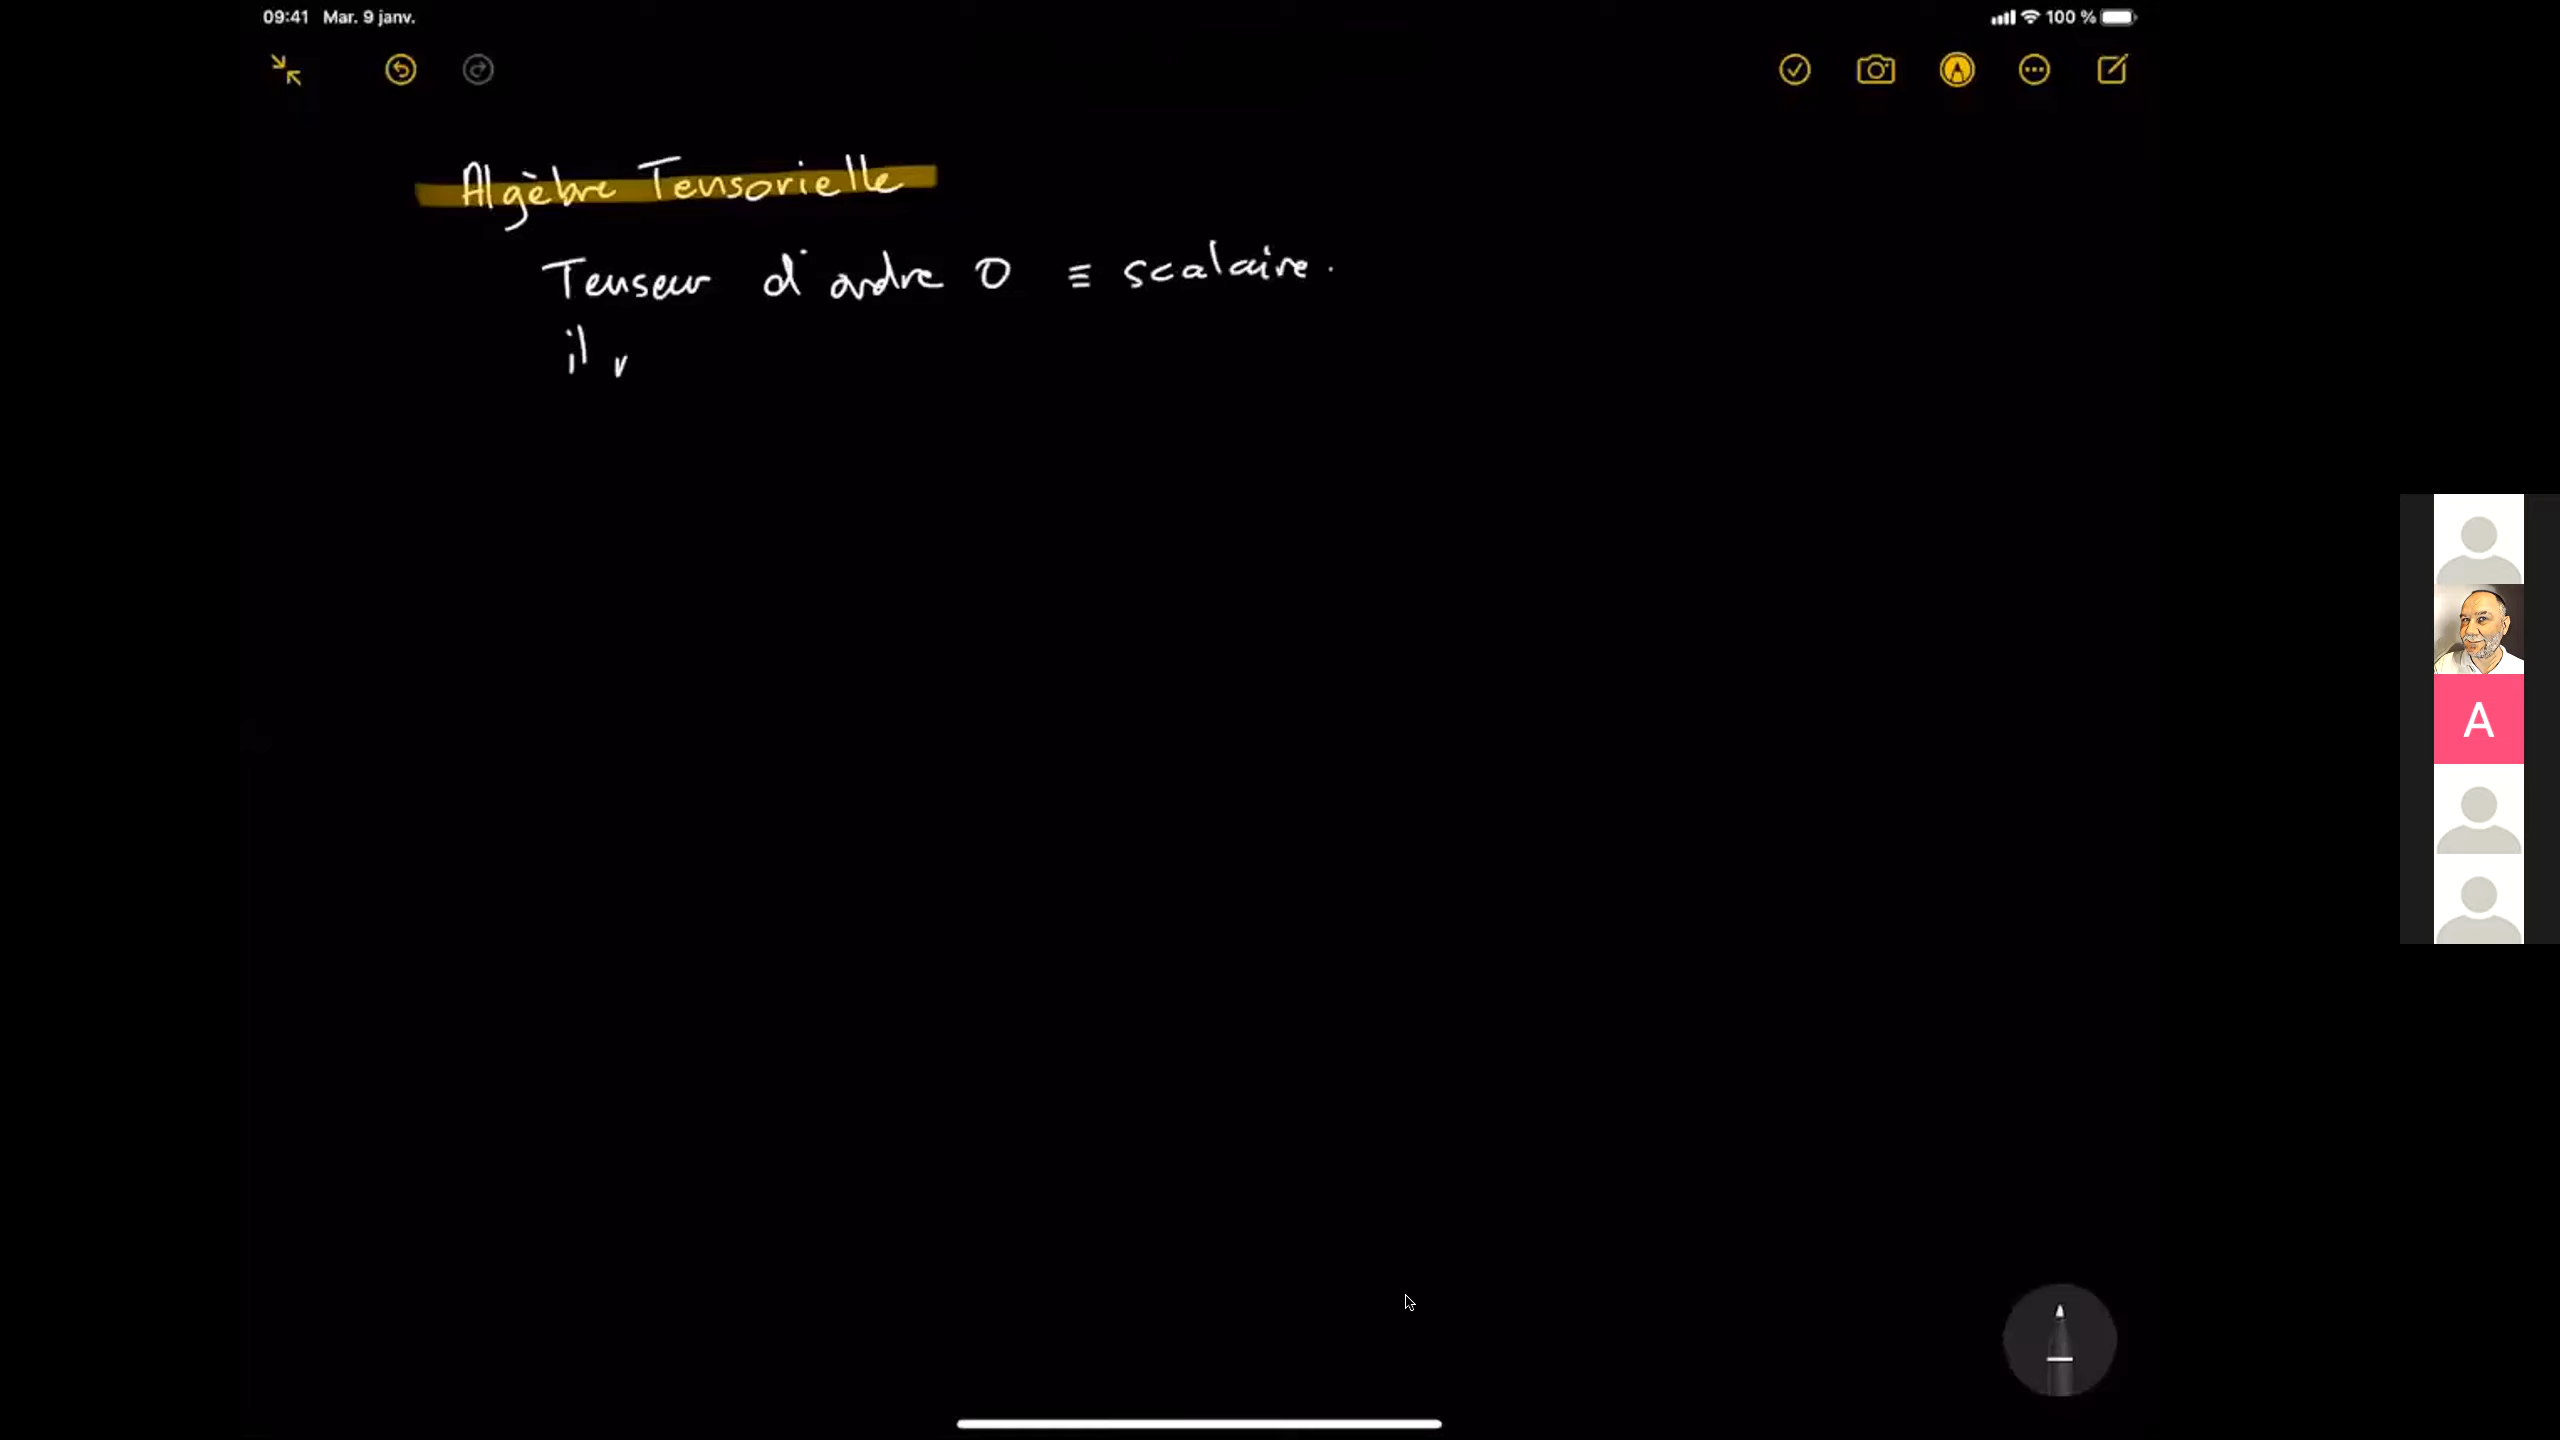 09:41 Mar. 9 janv.
100 %
Algèbre Tensorielle
Tenseur d'ordre 0 ≡ scalaire.
il
A